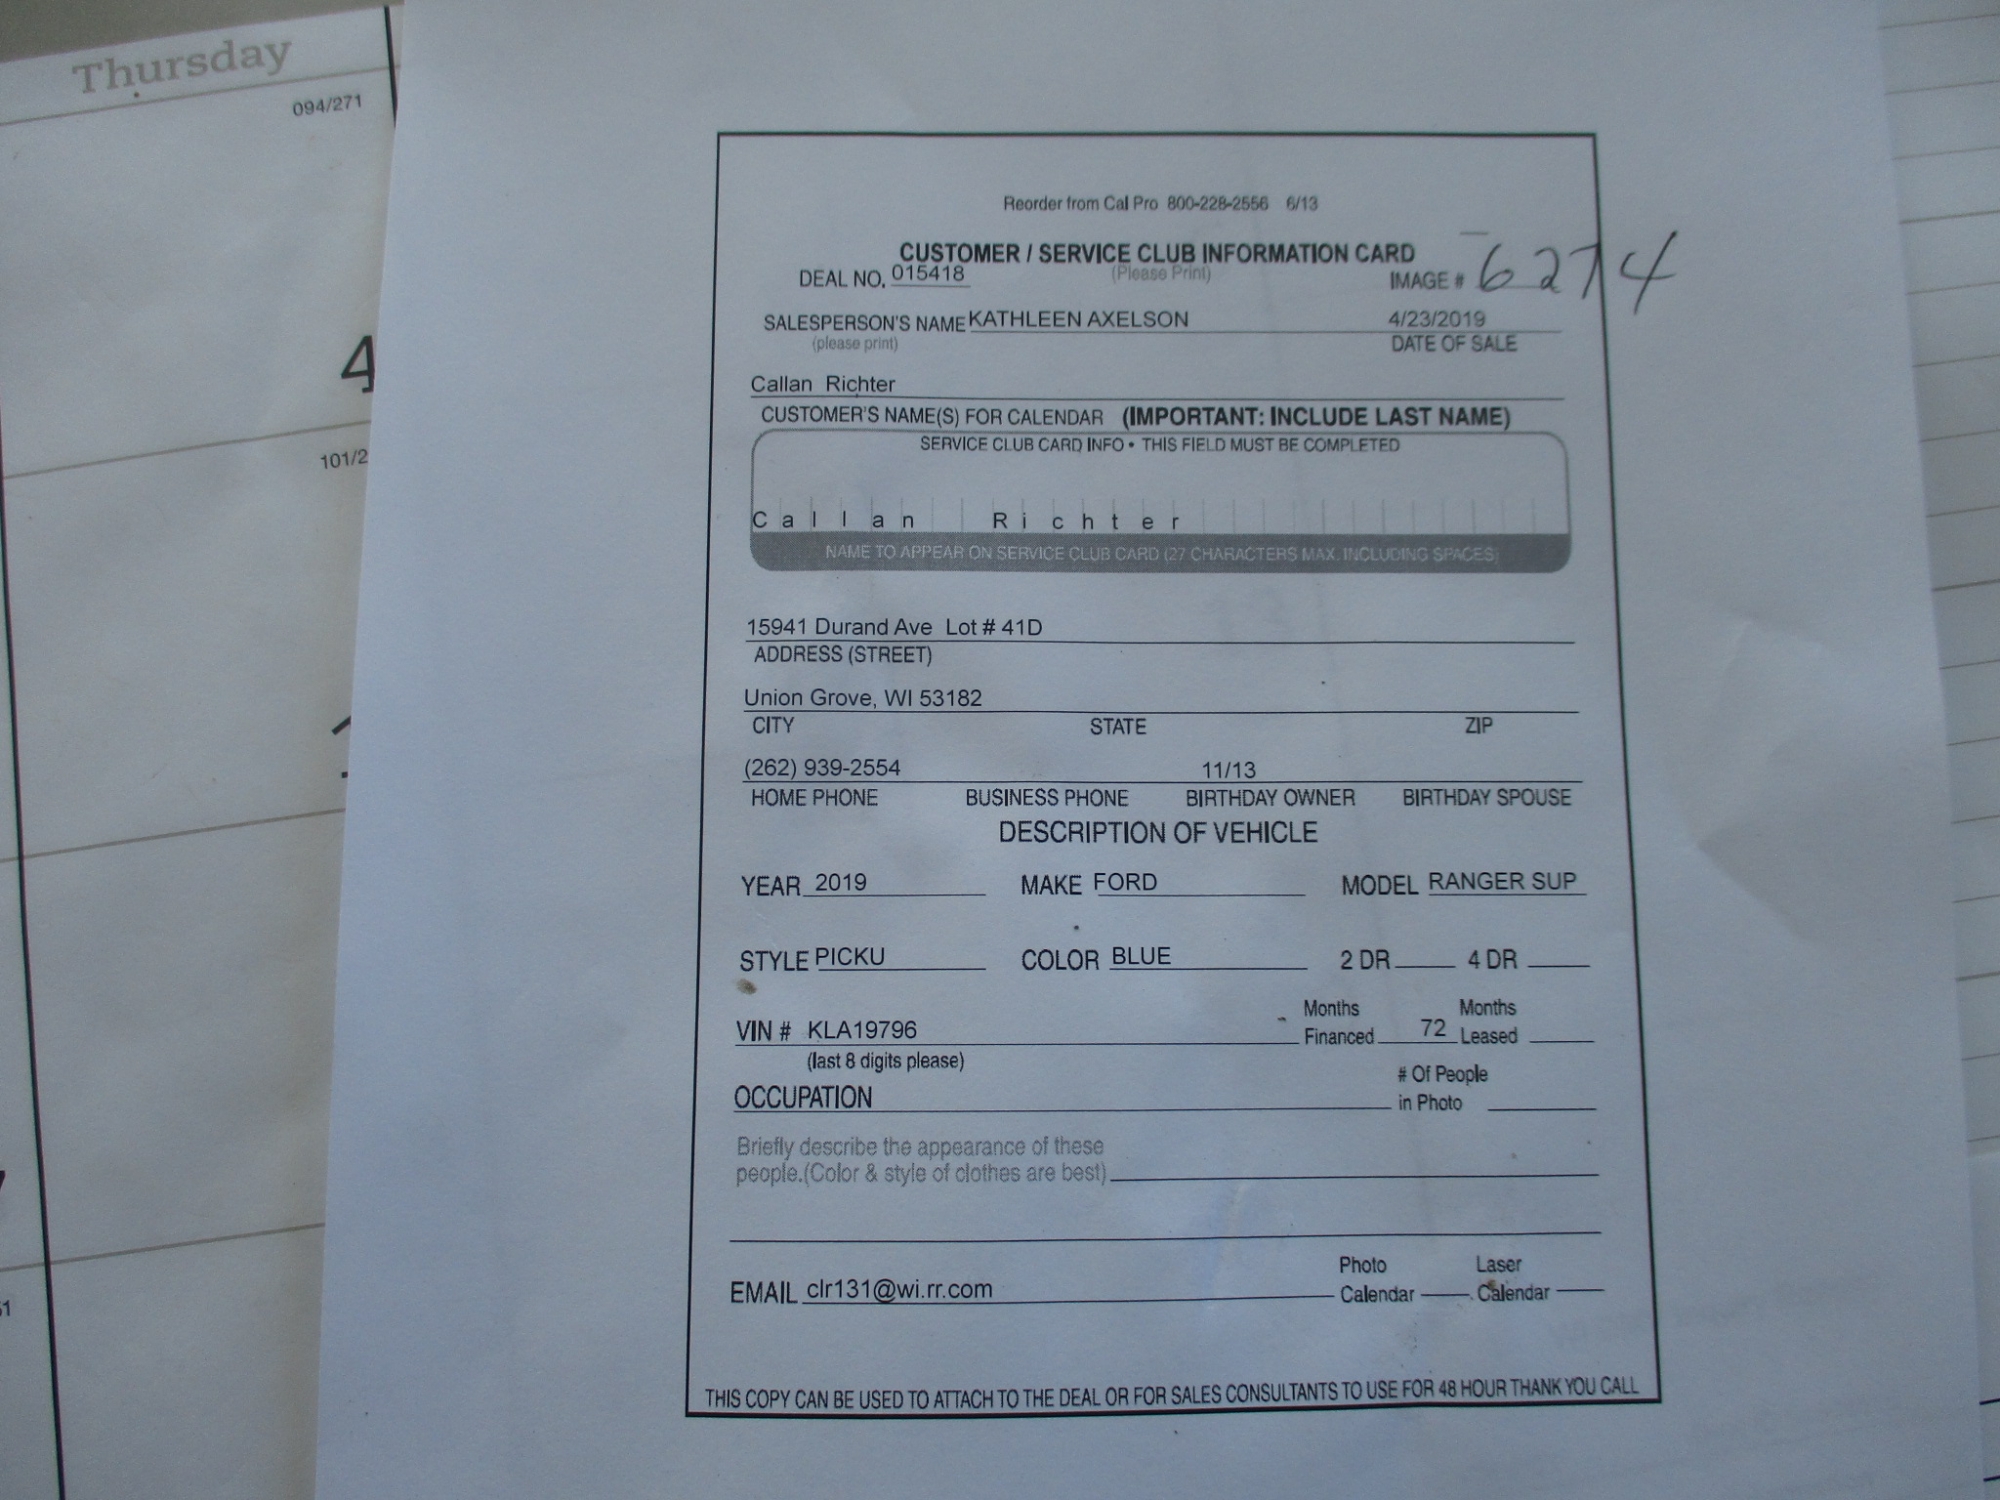 Thursday
094/271
4
101/2
Reorder from Cal Pro 800-228-2556 6/13
CUSTOMER / SERVICE CLUB INFORMATION CARD
DEAL NO. 015418 (Please Print) IMAGE # 6274
SALESPERSON'S NAME KATHLEEN AXELSON 4/23/2019
(please print) DATE OF SALE
Callan Richter
CUSTOMER'S NAME(S) FOR CALENDAR (IMPORTANT: INCLUDE LAST NAME)
SERVICE CLUB CARD INFO • THIS FIELD MUST BE COMPLETED
Callan Richter
NAME TO APPEAR ON SERVICE CLUB CARD (27 CHARACTERS MAX. INCLUDING SPACES)
15941 Durand Ave Lot # 41D
ADDRESS (STREET)
Union Grove, WI 53182
CITY STATE ZIP
(262) 939-2554 11/13
HOME PHONE BUSINESS PHONE BIRTHDAY OWNER BIRTHDAY SPOUSE
DESCRIPTION OF VEHICLE
YEAR 2019 MAKE FORD MODEL RANGER SUP
STYLE PICKU COLOR BLUE 2 DR 4 DR
Months Months
VIN # KLA19796 Financed 72 Leased
(last 8 digits please)
# Of People
OCCUPATION in Photo
Briefly describe the appearance of these
people.(Color & style of clothes are best)
Photo Laser
EMAIL clr131@wi.rr.com Calendar Calendar
THIS COPY CAN BE USED TO ATTACH TO THE DEAL OR FOR SALES CONSULTANTS TO USE FOR 48 HOUR THANK YOU CALL